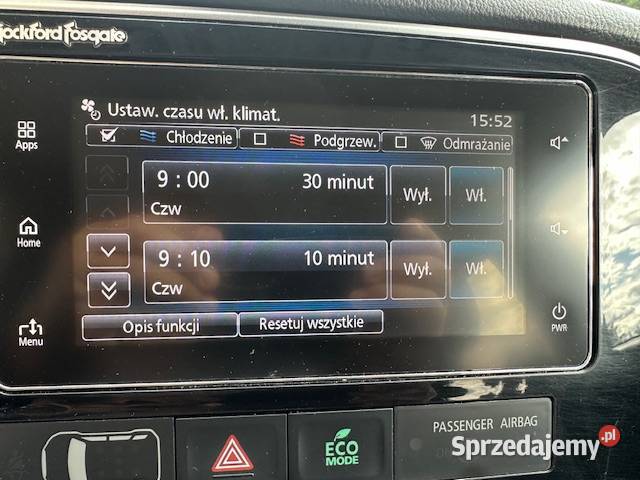 Rockford Fosgate
Ustaw. czasu wł. klimat.
15:52
Chłodzenie
Podgrzew.
Odmrażanie
Apps
Home
Menu
9 : 00
30 minut
Czw
Wył.
Wł.
9 : 10
10 minut
Czw
Wył.
Wł.
Opis funkcji
Resetuj wszystkie
PWR
ECO
MODE
PASSENGER AIRBAG
Sprzedajemy.pl